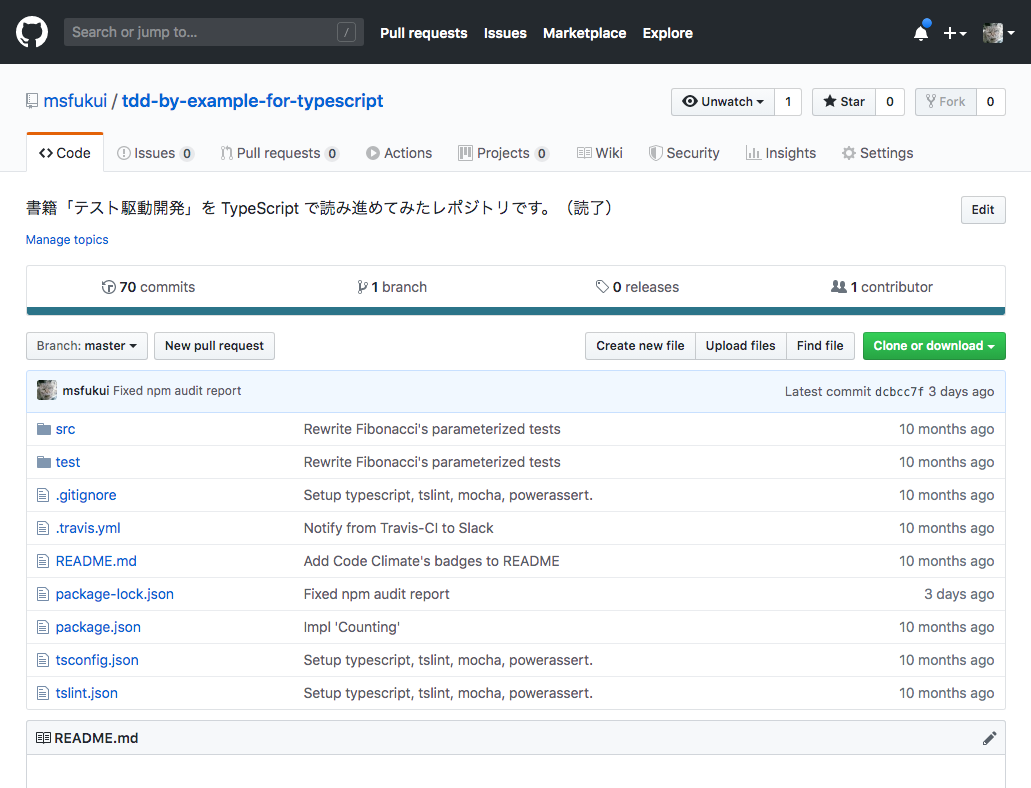 Search or jump to... / Pull requests Issues Marketplace Explore
msfukui / tdd-by-example-for-typescript Unwatch 1 Star 0 Fork 0
Code Issues 0 Pull requests 0 Actions Projects 0 Wiki Security Insights Settings
書籍「テスト駆動開発」を TypeScript で読み進めてみたレポジトリです。（読了） Edit
Manage topics
70 commits 1 branch 0 releases 1 contributor
Branch: master New pull request Create new file Upload files Find file Clone or download
msfukui Fixed npm audit report Latest commit dcbcc7f 3 days ago
src Rewrite Fibonacci's parameterized tests 10 months ago
test Rewrite Fibonacci's parameterized tests 10 months ago
.gitignore Setup typescript, tslint, mocha, powerassert. 10 months ago
.travis.yml Notify from Travis-CI to Slack 10 months ago
README.md Add Code Climate's badges to README 10 months ago
package-lock.json Fixed npm audit report 3 days ago
package.json Impl 'Counting' 10 months ago
tsconfig.json Setup typescript, tslint, mocha, powerassert. 10 months ago
tslint.json Setup typescript, tslint, mocha, powerassert. 10 months ago
README.md